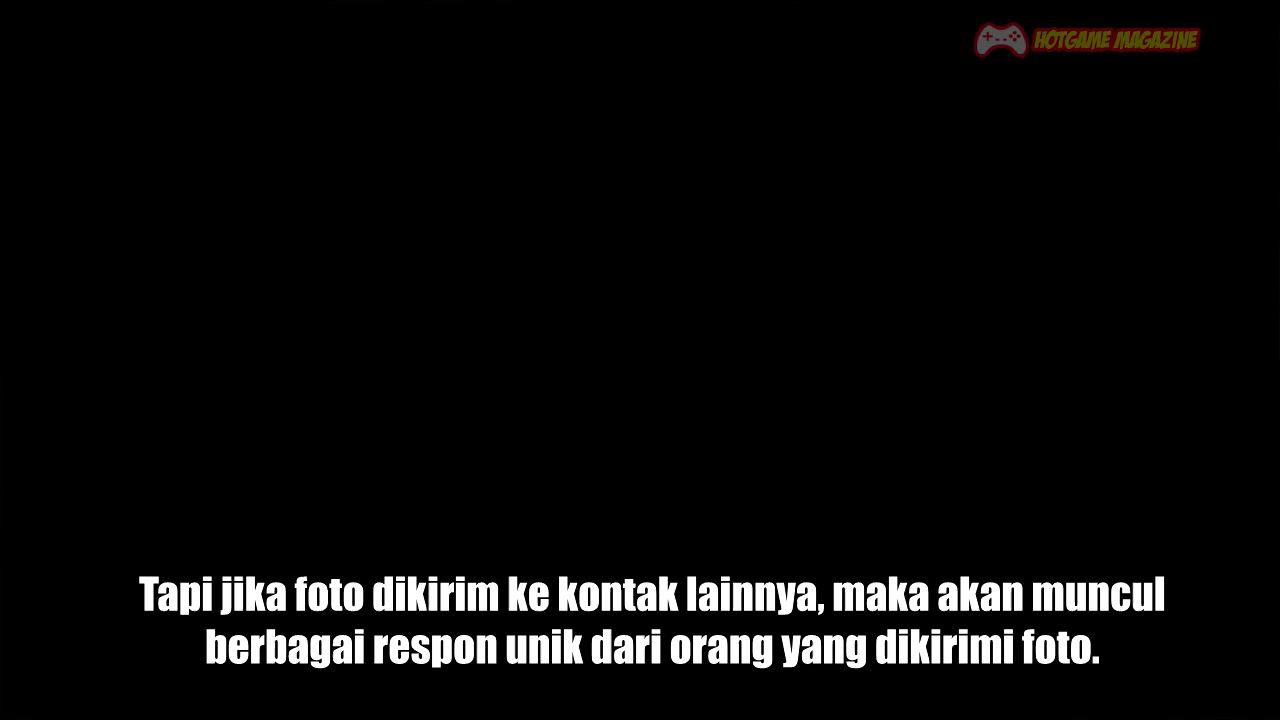 HOTGAME MAGAZINE
Tapi jika foto dikirim ke kontak lainnya, maka akan muncul
berbagai respon unik dari orang yang dikirimi foto.